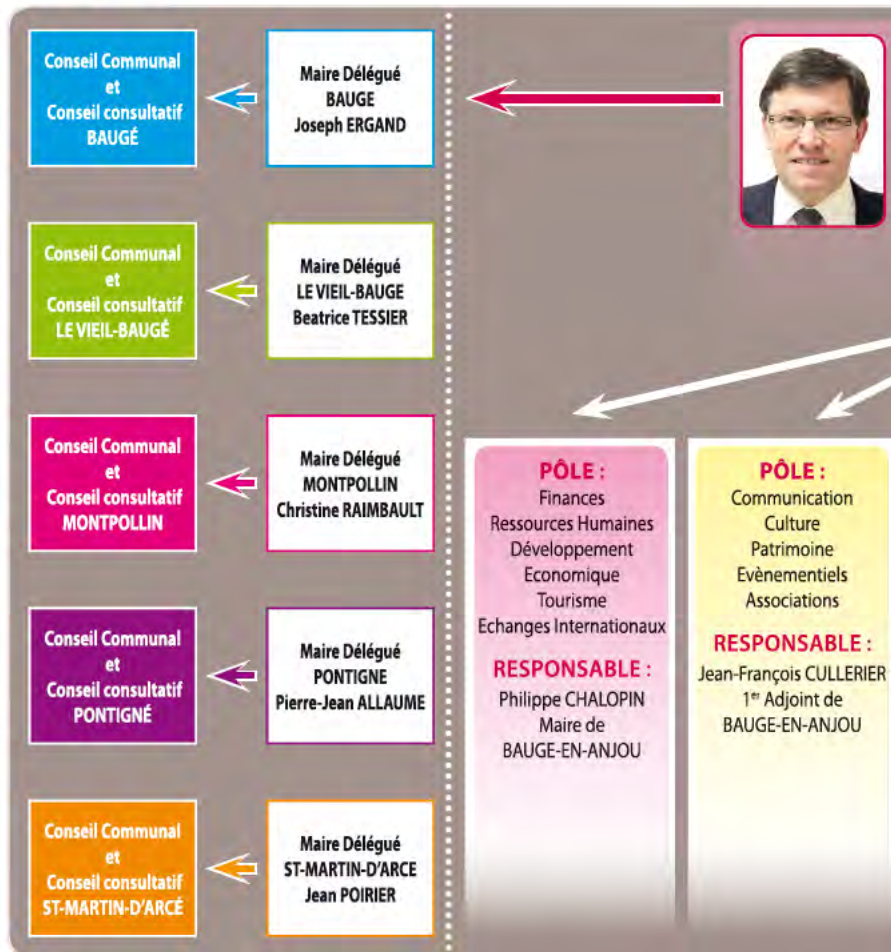 Conseil Communal
et
Conseil consultatif
BAUGÉ
Maire Délégué
BAUGE
Joseph ERGAND
Conseil Communal
et
Conseil consultatif
LE VIEIL-BAUGÉ
Maire Délégué
LE VIEIL-BAUGE
Beatrice TESSIER
Conseil Communal
et
Conseil consultatif
MONTPOLLIN
Maire Délégué
MONTPOLLIN
Christine RAIMBAULT
Conseil Communal
et
Conseil consultatif
PONTIGNÉ
Maire Délégué
PONTIGNE
Pierre-Jean ALLAUME
Conseil Communal
et
Conseil consultatif
ST-MARTIN-D'ARCÉ
Maire Délégué
ST-MARTIN-D'ARCE
Jean POIRIER
PÔLE :
Finances
Ressources Humaines
Développement
Economique
Tourisme
Echanges Internationaux
RESPONSABLE :
Philippe CHALOPIN
Maire de
BAUGE-EN-ANJOU
PÔLE :
Communication
Culture
Patrimoine
Evènementiels
Associations
RESPONSABLE :
Jean-François CULLERIER
1er Adjoint de
BAUGE-EN-ANJOU